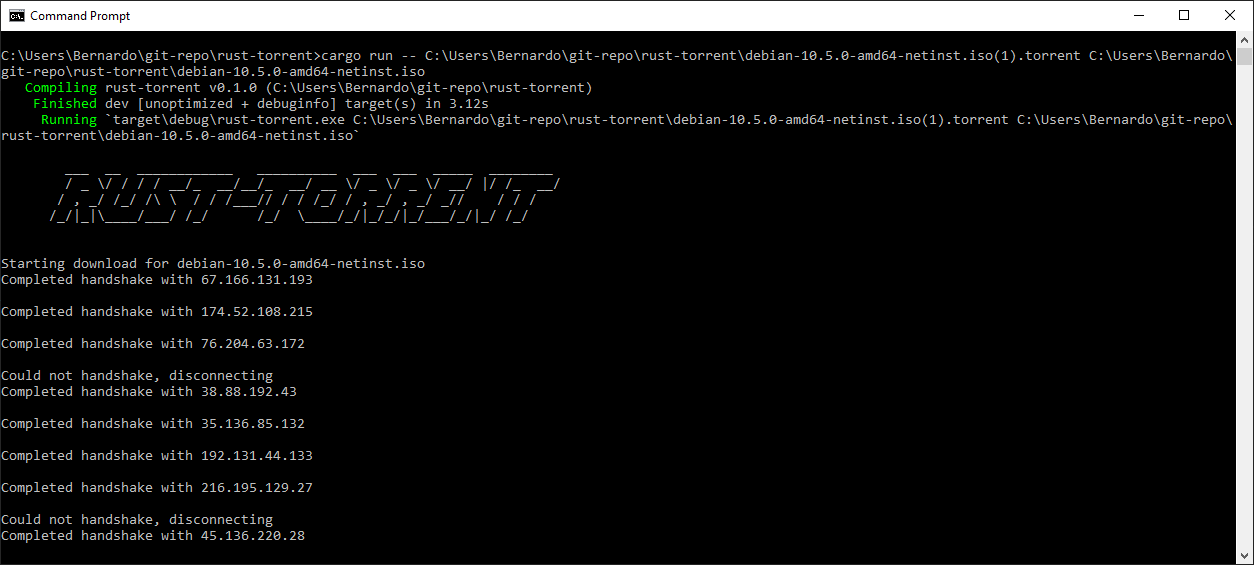 Command Prompt
C:\Users\Bernardo\git-repo\rust-torrent>cargo run -- C:\Users\Bernardo\git-repo\rust-torrent\debian-10.5.0-amd64-netinst.iso(1).torrent C:\Users\Bernardo\
git-repo\rust-torrent\debian-10.5.0-amd64-netinst.iso
Compiling rust-torrent v0.1.0 (C:\Users\Bernardo\git-repo\rust-torrent)
Finished dev [unoptimized + debuginfo] target(s) in 3.12s
Running `target\debug\rust-torrent.exe C:\Users\Bernardo\git-repo\rust-torrent\debian-10.5.0-amd64-netinst.iso(1).torrent C:\Users\Bernardo\git-repo\
rust-torrent\debian-10.5.0-amd64-netinst.iso`
RUST-TORRENT
Starting download for debian-10.5.0-amd64-netinst.iso
Completed handshake with 67.166.131.193
Completed handshake with 174.52.108.215
Completed handshake with 76.204.63.172
Could not handshake, disconnecting
Completed handshake with 38.88.192.43
Completed handshake with 35.136.85.132
Completed handshake with 192.131.44.133
Completed handshake with 216.195.129.27
Could not handshake, disconnecting
Completed handshake with 45.136.220.28